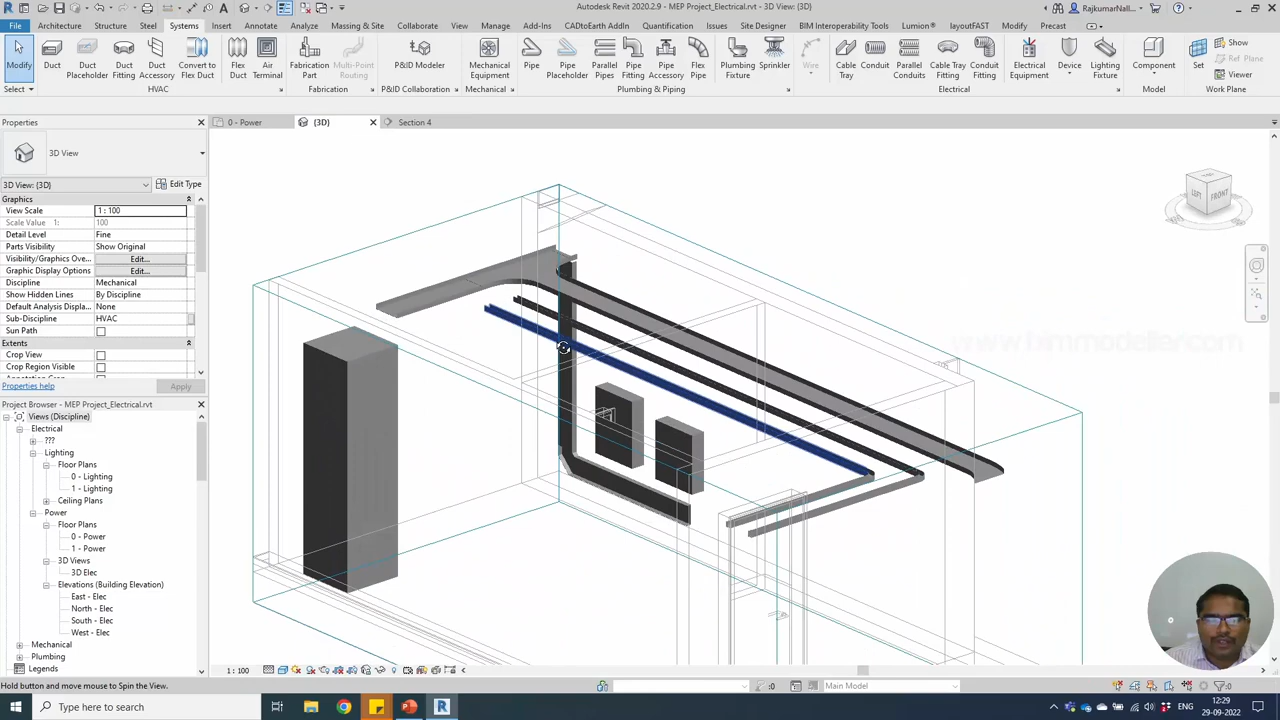 Autodesk Revit 2020.2.9 - MEP Project_Electrical.rvt - 3D View: {3D}
RajkumarNall...
File Architecture Structure Steel Systems Insert Annotate Analyze Massing & Site Collaborate View Manage Add-Ins CADtoEarth AddIn Quantification Issues Site Designer BIM Interoperability Tools Lumion® layoutFAST Modify Precast
Modify
Duct
Duct Placeholder
Duct Fitting
Duct Accessory
Convert to Flex Duct
Flex Duct
Air Terminal
Fabrication Part
Multi-Point Routing
P&ID Modeler
Mechanical Equipment
Pipe
Pipe Placeholder
Parallel Pipes
Pipe Fitting
Pipe Accessory
Flex Pipe
Plumbing Fixture
Sprinkler
Wire
Cable Tray
Conduit
Parallel Conduits
Cable Tray Fitting
Conduit Fitting
Electrical Equipment
Device
Lighting Fixture
Component
Set
Show
Ref Plane
Viewer
Select HVAC Fabrication P&ID Collaboration Mechanical Plumbing & Piping Electrical Model Work Plane
Properties
0 - Power
{3D}
Section 4
3D View
3D View: {3D}
Edit Type
Graphics
View Scale 1 : 100
Scale Value 1: 100
Detail Level Fine
Parts Visibility Show Original
Visibility/Graphics Ove... Edit...
Graphic Display Options Edit...
Discipline Mechanical
Show Hidden Lines By Discipline
Default Analysis Displa... None
Sub-Discipline HVAC
Sun Path
Extents
Crop View
Crop Region Visible
Properties help
Apply
Project Browser - MEP Project_Electrical.rvt
Views (Discipline)
Electrical
???
Lighting
Floor Plans
0 - Lighting
1 - Lighting
Ceiling Plans
Power
Floor Plans
0 - Power
1 - Power
3D Views
3D Elec
Elevations (Building Elevation)
East - Elec
North - Elec
South - Elec
West - Elec
Mechanical
Plumbing
Legends
LEFT
FRONT
www.bimmodeller.com
1 : 100
Hold button and move mouse to Spin the View.
:0
Main Model
:0
Type here to search
ENG
12:29
29-09-2022